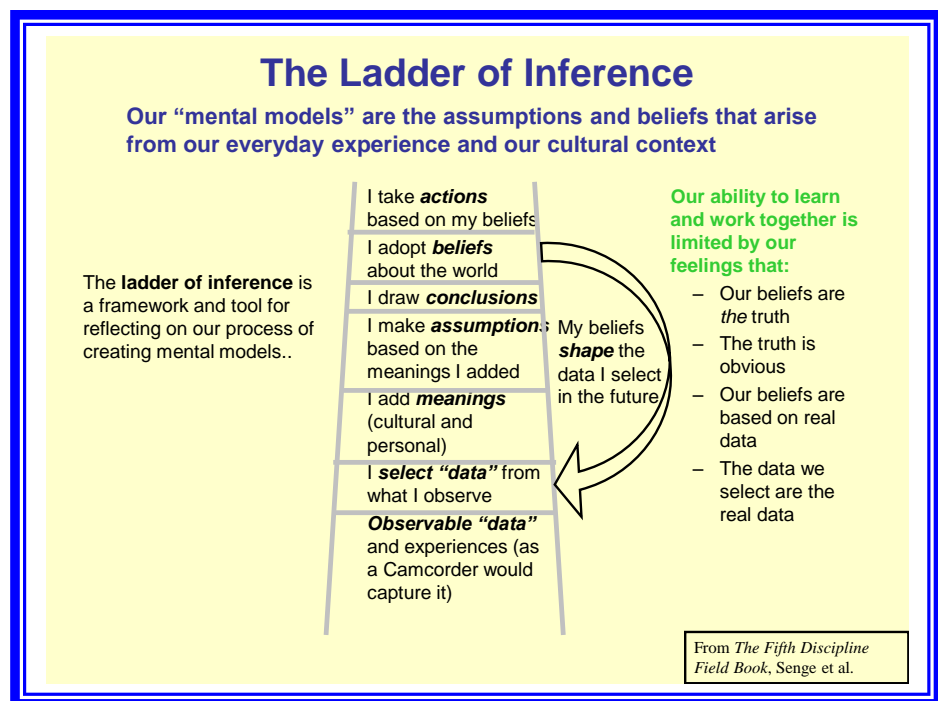 The Ladder of Inference
Our “mental models” are the assumptions and beliefs that arise
from our everyday experience and our cultural context
The ladder of inference is
a framework and tool for
reflecting on our process of
creating mental models..
I take actions
based on my beliefs
I adopt beliefs
about the world
I draw conclusions
I make assumptions
based on the
meanings I added
I add meanings
(cultural and
personal)
I select “data” from
what I observe
Observable “data”
and experiences (as
a Camcorder would
capture it)
My beliefs
shape the
data I select
in the future
Our ability to learn
and work together is
limited by our
feelings that:
– Our beliefs are
the truth
– The truth is
obvious
– Our beliefs are
based on real
data
– The data we
select are the
real data
From The Fifth Discipline
Field Book, Senge et al.